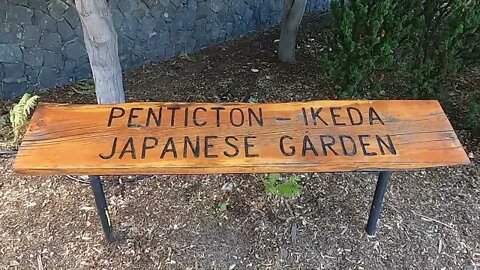 PENTICTON – IKEDA
JAPANESE GARDEN